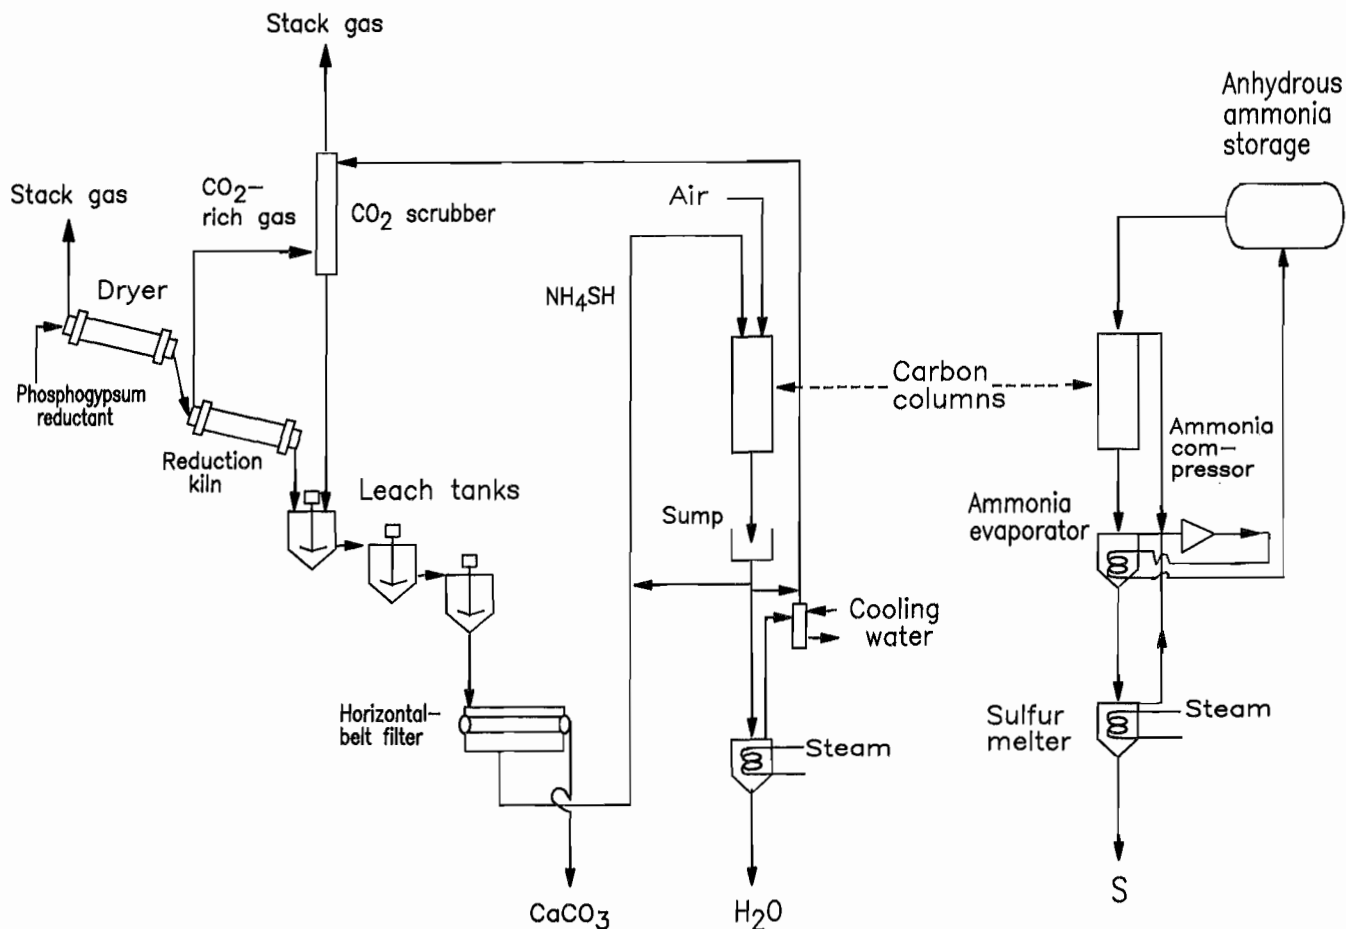 Stack gas
Anhydrous
ammonia
storage
Stack gas
CO2-
rich gas
CO2 scrubber
Air
Dryer
NH4SH
Phosphogypsum
reductant
Carbon
columns
Reduction
kiln
Ammonia
com-
pressor
Leach tanks
Sump
Ammonia
evaporator
Cooling
water
Horizontal-
belt filter
Steam
Sulfur
melter
Steam
CaCO3
H2O
S